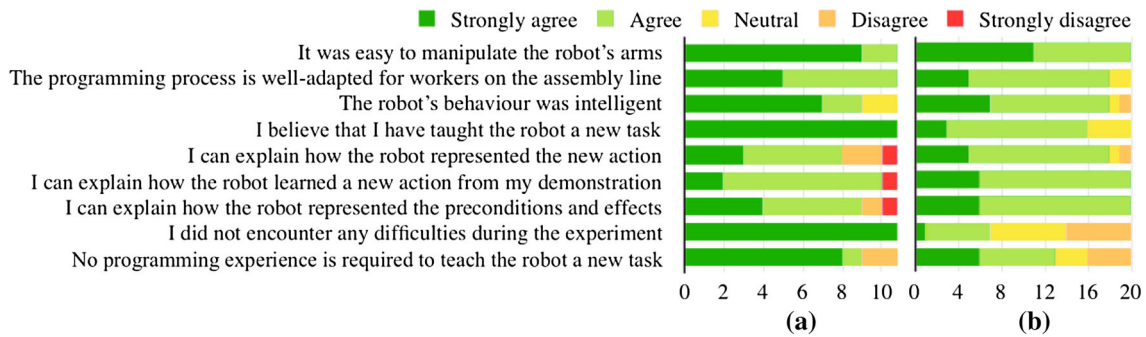 Strongly agree Agree Neutral Disagree Strongly disagree
It was easy to manipulate the robot's arms
The programming process is well-adapted for workers on the assembly line
The robot's behaviour was intelligent
I believe that I have taught the robot a new task
I can explain how the robot represented the new action
I can explain how the robot learned a new action from my demonstration
I can explain how the robot represented the preconditions and effects
I did not encounter any difficulties during the experiment
No programming experience is required to teach the robot a new task
0 2 4 6 8 10 0 4 8 12 16 20
(a) (b)